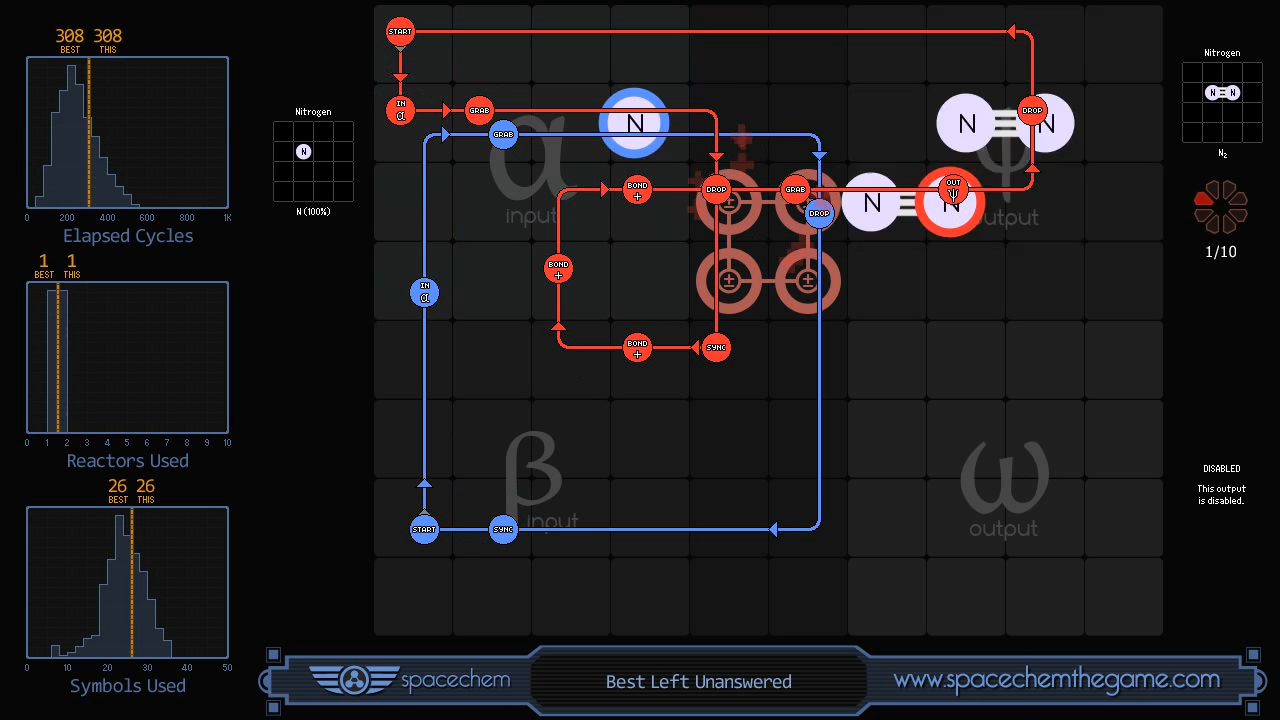 308 308
BEST THIS
0 200 400 600 800 1K
Elapsed Cycles
1 1
BEST THIS
0 1 2 3 4 5 6 7 8 9 10
Reactors Used
26 26
BEST THIS
0 10 20 30 40 50
Symbols Used
Nitrogen
N
N (100%)
START
IN
α
GRAB
GRAB
N
α
input
BOND
+
DROP
GRAB
DROP
OUT
ψ
N
N
N
N
DROP
ψ
output
BOND
+
IN
α
BOND
+
SYNC
β
input
START
SYNC
ω
output
Nitrogen
N N
N₂
1/10
DISABLED
This output
is disabled.
spacechem
Best Left Unanswered
www.spacechemthegame.com